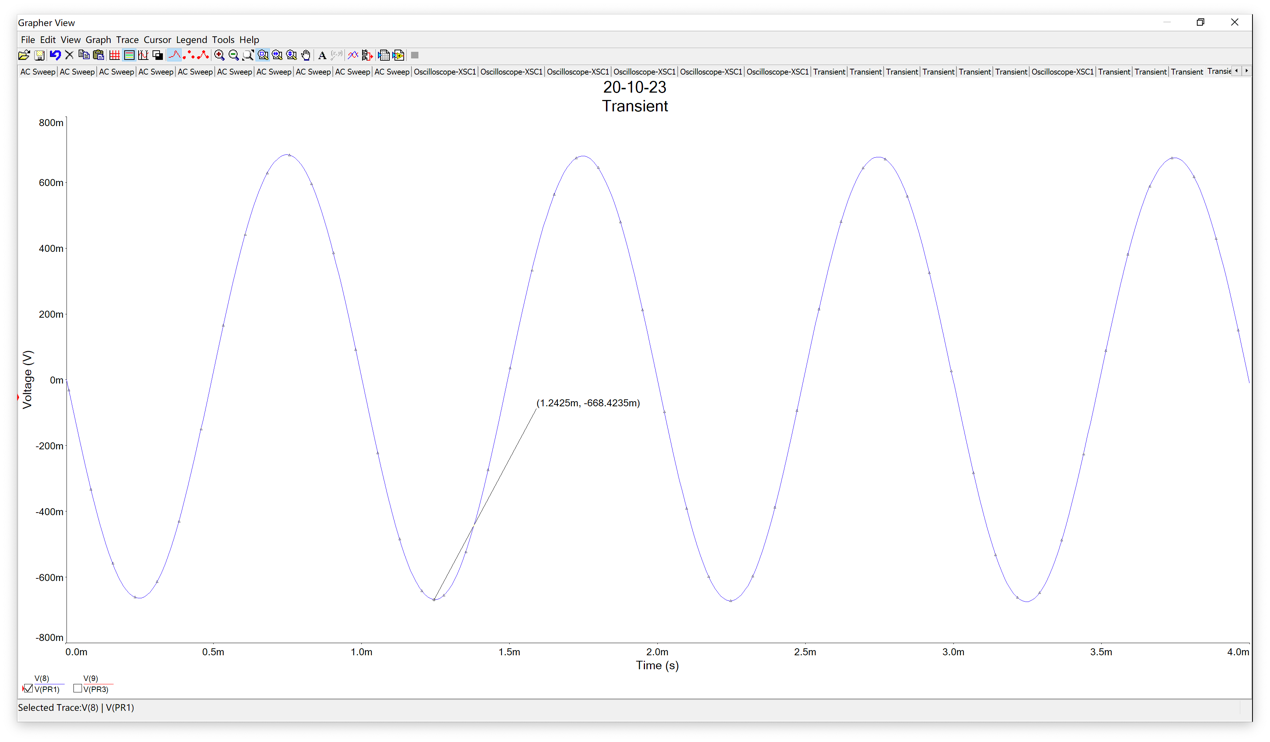 Grapher View
File Edit View Graph Trace Cursor Legend Tools Help
A
AC Sweep AC Sweep AC Sweep AC Sweep AC Sweep AC Sweep AC Sweep AC Sweep AC Sweep AC Sweep Oscilloscope-XSC1 Oscilloscope-XSC1 Oscilloscope-XSC1 Oscilloscope-XSC1 Oscilloscope-XSC1 Oscilloscope-XSC1 Transient Transient Transient Transient Transient Transient Oscilloscope-XSC1 Transient Transient Transient Transie
20-10-23
Transient
800m
600m
400m
200m
0m
-200m
-400m
-600m
-800m
Voltage (V)
(1.2425m, -668.4235m)
0.0m 0.5m 1.0m 1.5m 2.0m 2.5m 3.0m 3.5m 4.0m
Time (s)
V(8) V(9)
V(PR1) V(PR3)
Selected Trace:V(8) | V(PR1)